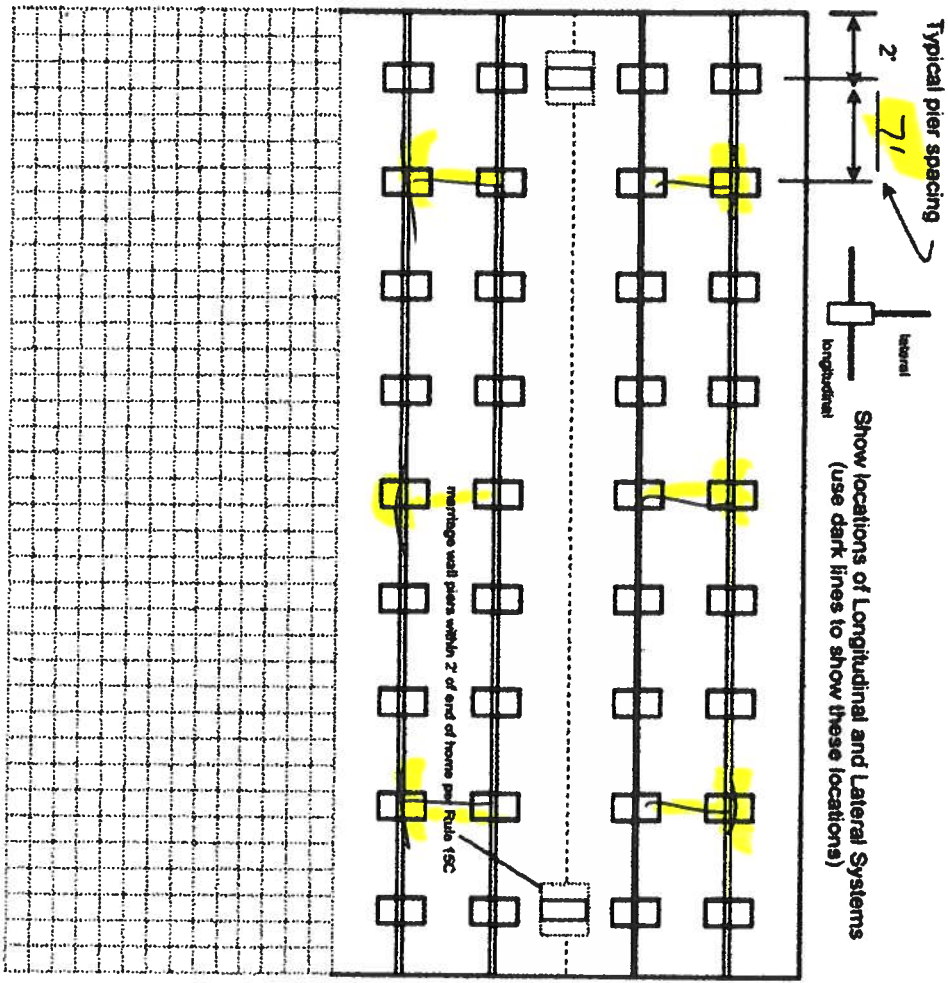 Typical pier spacing
2'
7'
lateral
longitudinal
Show locations of Longitudinal and Lateral Systems
(use dark lines to show these locations)
marriage wall piers within 2' of end of home per Rule 15C